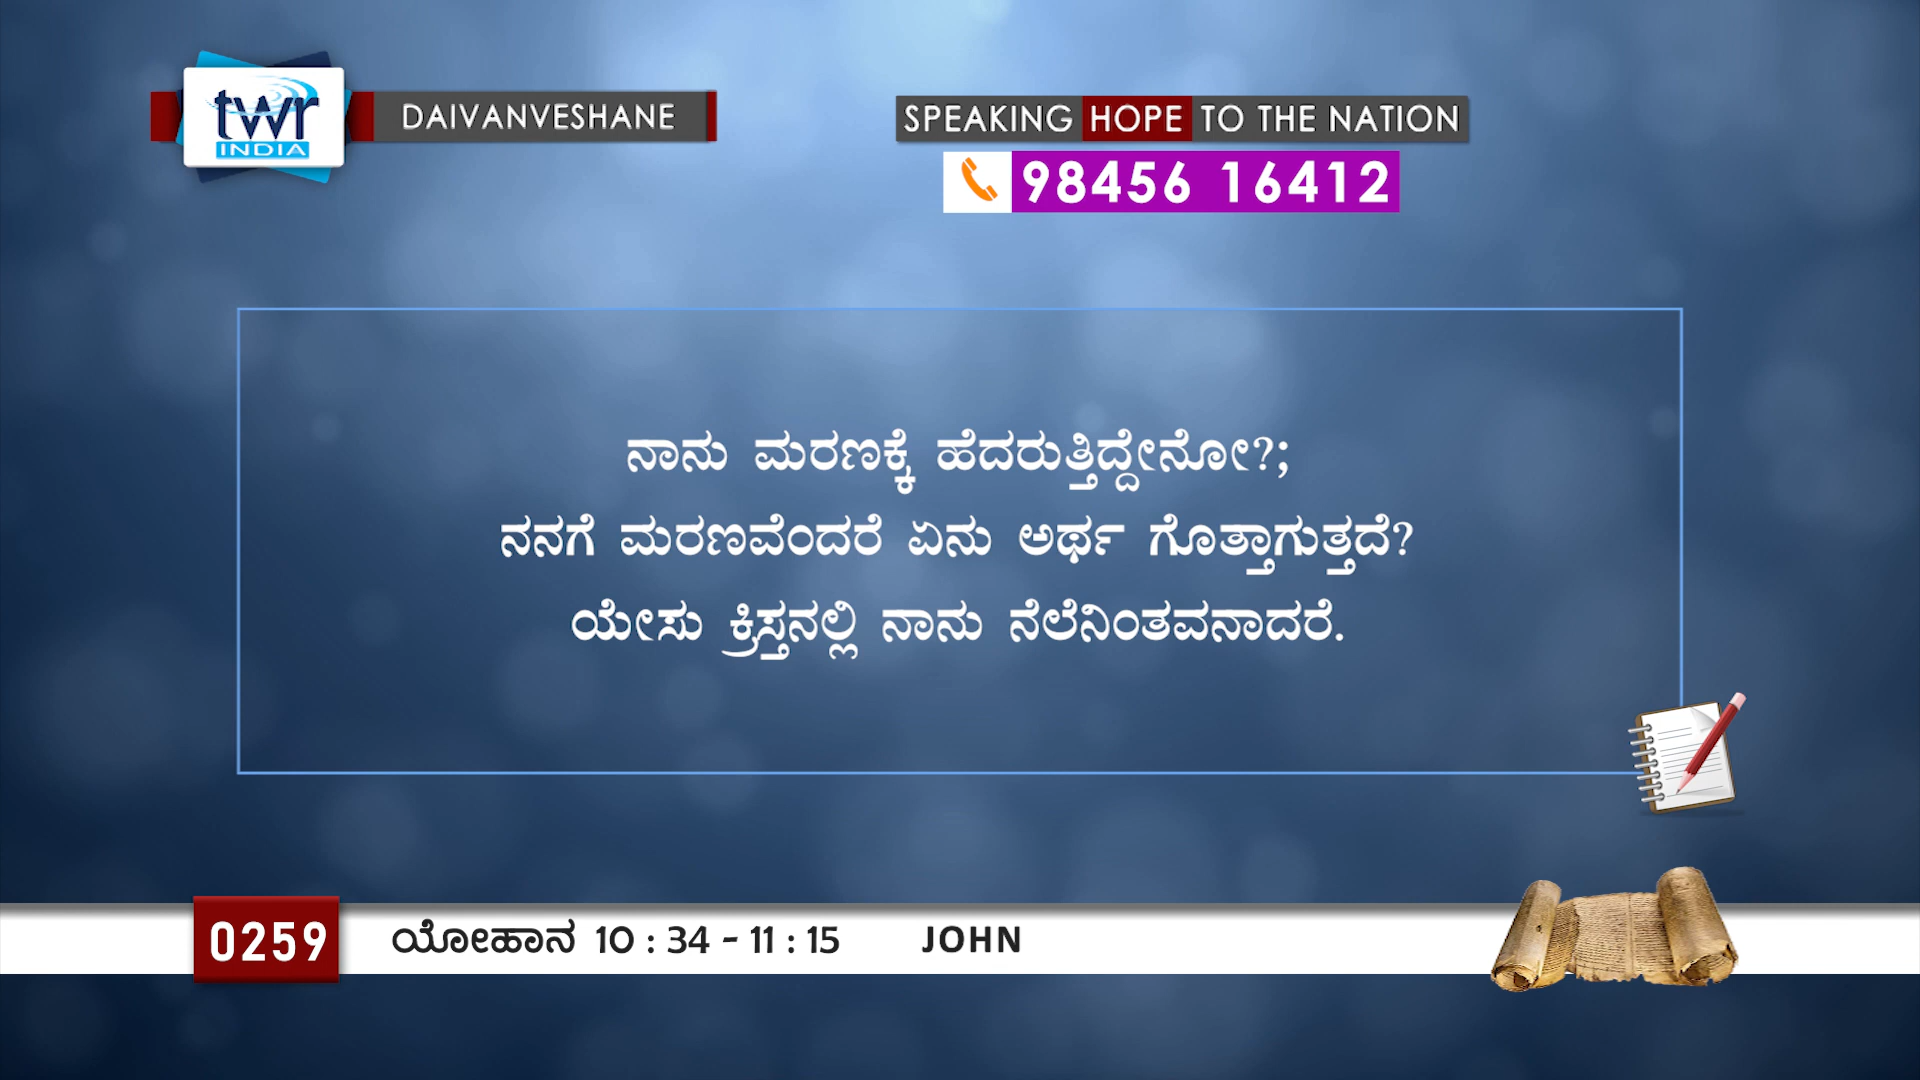 twr
INDIA
DAIVANVESHANE
SPEAKING HOPE TO THE NATION
98456 16412
ನಾನು ಮರಣಕ್ಕೆ ಹೆದರುತ್ತಿದ್ದೇನೋ?;
ನನಗೆ ಮರಣವೆಂದರೆ ಏನು ಅರ್ಥ ಗೊತ್ತಾಗುತ್ತದೆ?
ಯೇಸು ಕ್ರಿಸ್ತನಲ್ಲಿ ನಾನು ನೆಲೆನಿಂತವನಾದರೆ.
0259 ಯೋಹಾನ 10 : 34 - 11 : 15 JOHN